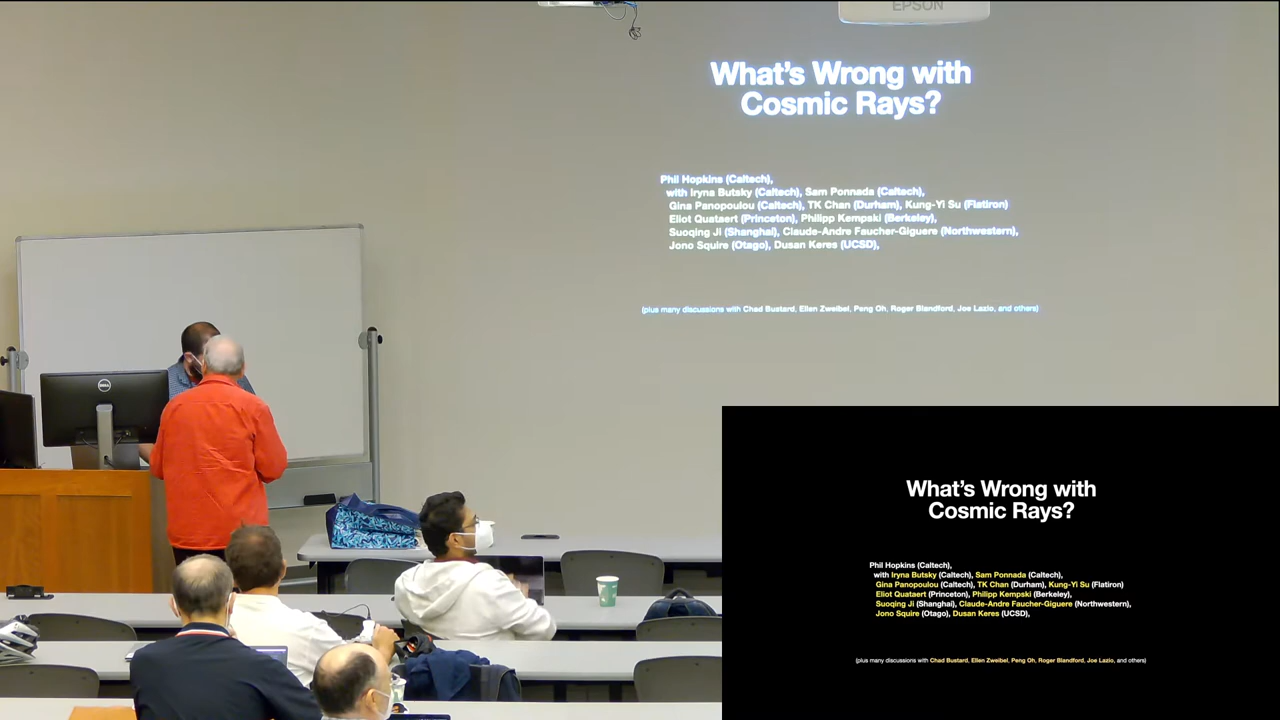 EPSON
What's Wrong with
Cosmic Rays?
Phil Hopkins (Caltech),
with Iryna Butsky (Caltech), Sam Ponnada (Caltech),
Gina Panopoulou (Caltech), TK Chan (Durham), Kung-Yi Su (Flatiron)
Eliot Quataert (Princeton), Philipp Kempski (Berkeley),
Suoqing Ji (Shanghai), Claude-Andre Faucher-Giguere (Northwestern),
Jono Squire (Otago), Dusan Keres (UCSD),
(plus many discussions with Chad Bustard, Ellen Zweibel, Peng Oh, Roger Blandford, Joe Lazio, and others)
DELL
What's Wrong with
Cosmic Rays?
Phil Hopkins (Caltech),
with Iryna Butsky (Caltech), Sam Ponnada (Caltech),
Gina Panopoulou (Caltech), TK Chan (Durham), Kung-Yi Su (Flatiron)
Eliot Quataert (Princeton), Philipp Kempski (Berkeley),
Suoqing Ji (Shanghai), Claude-Andre Faucher-Giguere (Northwestern),
Jono Squire (Otago), Dusan Keres (UCSD),
(plus many discussions with Chad Bustard, Ellen Zweibel, Peng Oh, Roger Blandford, Joe Lazio, and others)